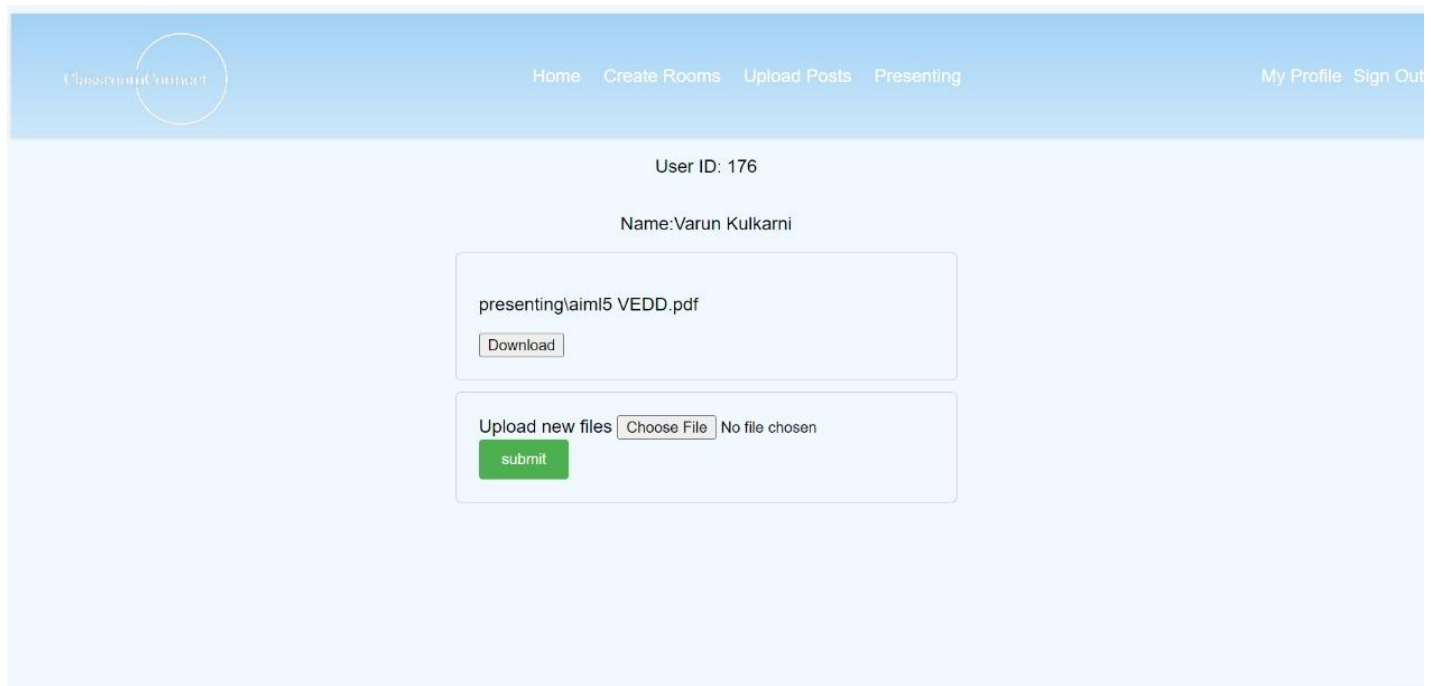 ClassroomConnect
Home Create Rooms Upload Posts Presenting
My Profile Sign Out
User ID: 176
Name:Varun Kulkarni
presenting\aiml5 VEDD.pdf
Download
Upload new files Choose File No file chosen
submit